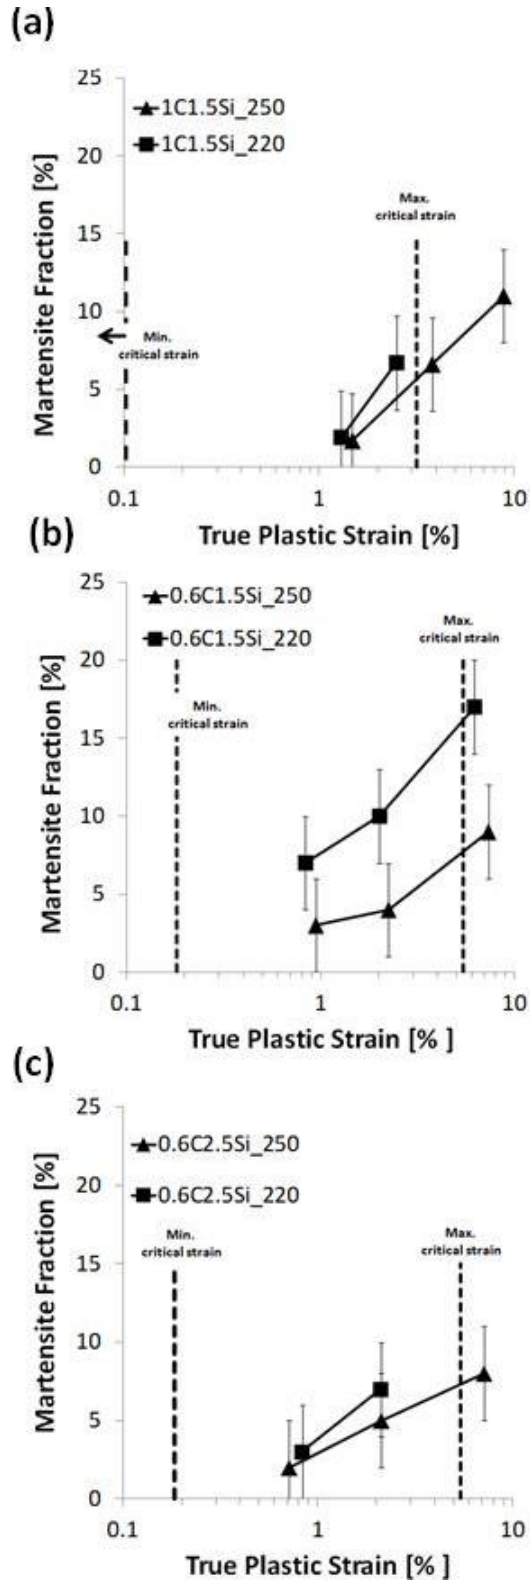 (a)
25
20
15
10
5
0
Martensite Fraction [%]
1C1.5Si_250
1C1.5Si_220
Max.
critical strain
Min.
critical strain
0.1 1 10
True Plastic Strain [%]
(b)
25
20
15
10
5
0
Martensite Fraction [%]
0.6C1.5Si_250
0.6C1.5Si_220
Max.
critical strain
Min.
critical strain
0.1 1 10
True Plastic Strain [% ]
(c)
25
20
15
10
5
0
Martensite Fraction [%]
0.6C2.5Si_250
0.6C2.5Si_220
Min.
critical strain
Max.
critical strain
0.1 1 10
True Plastic Strain [% ]